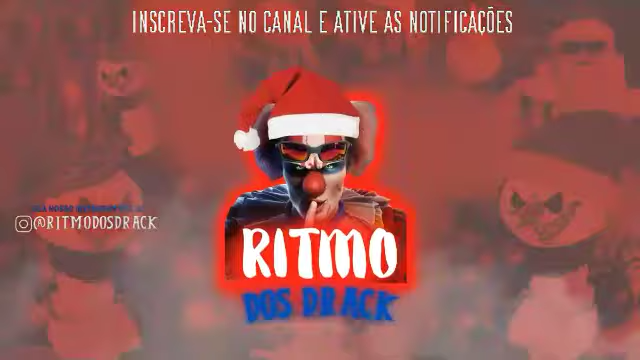 INSCREVA-SE NO CANAL E ATIVE AS NOTIFICAÇÕES
@RITMODOSDRACK
RITMO
DOS DRACK